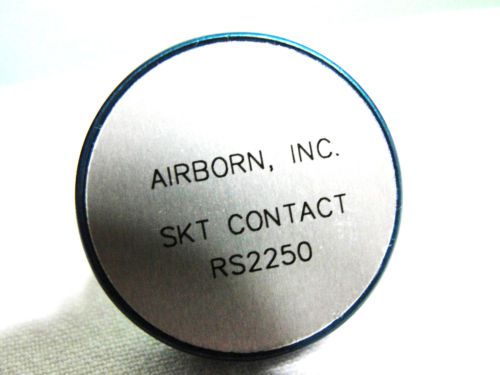 AIRBORN, INC.
SKT CONTACT
RS2250